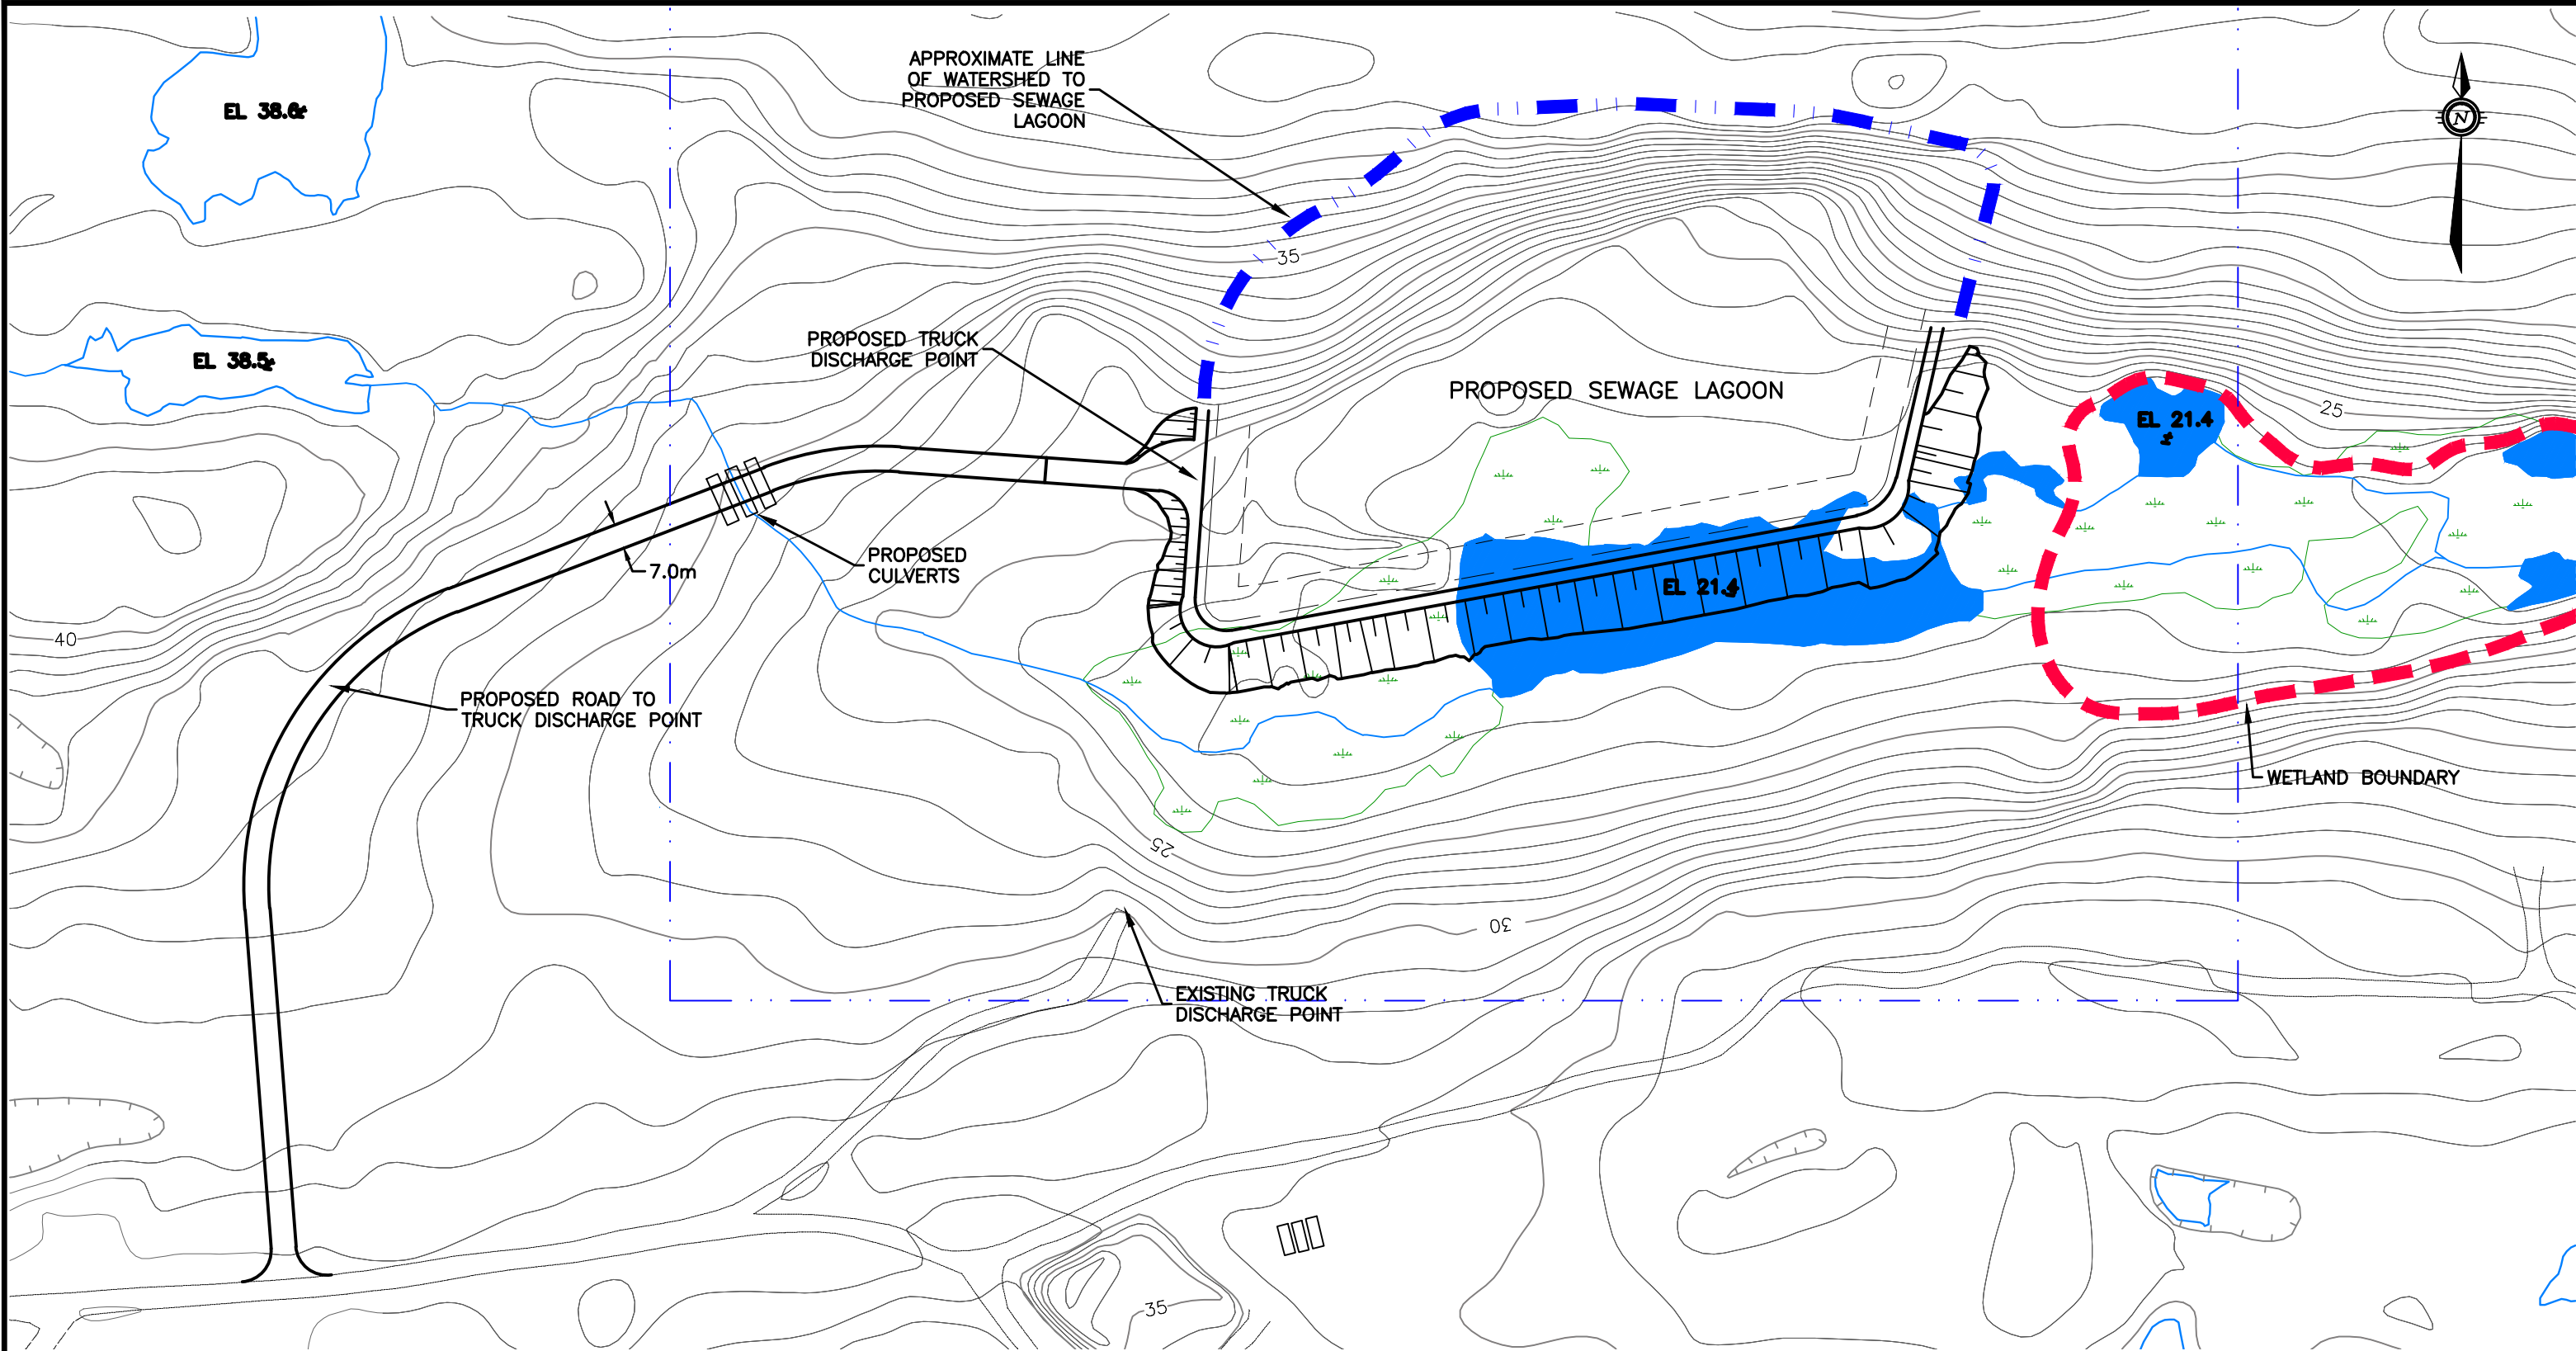 APPROXIMATE LINE
OF WATERSHED TO
PROPOSED SEWAGE
LAGOON
EL 38.6±
N
35
PROPOSED TRUCK
DISCHARGE POINT
EL 38.5±
PROPOSED SEWAGE LAGOON
25
EL 21.4
±
PROPOSED
CULVERTS
7.0m
EL 21.4
40
PROPOSED ROAD TO
TRUCK DISCHARGE POINT
WETLAND BOUNDARY
25
30
EXISTING TRUCK
DISCHARGE POINT
35